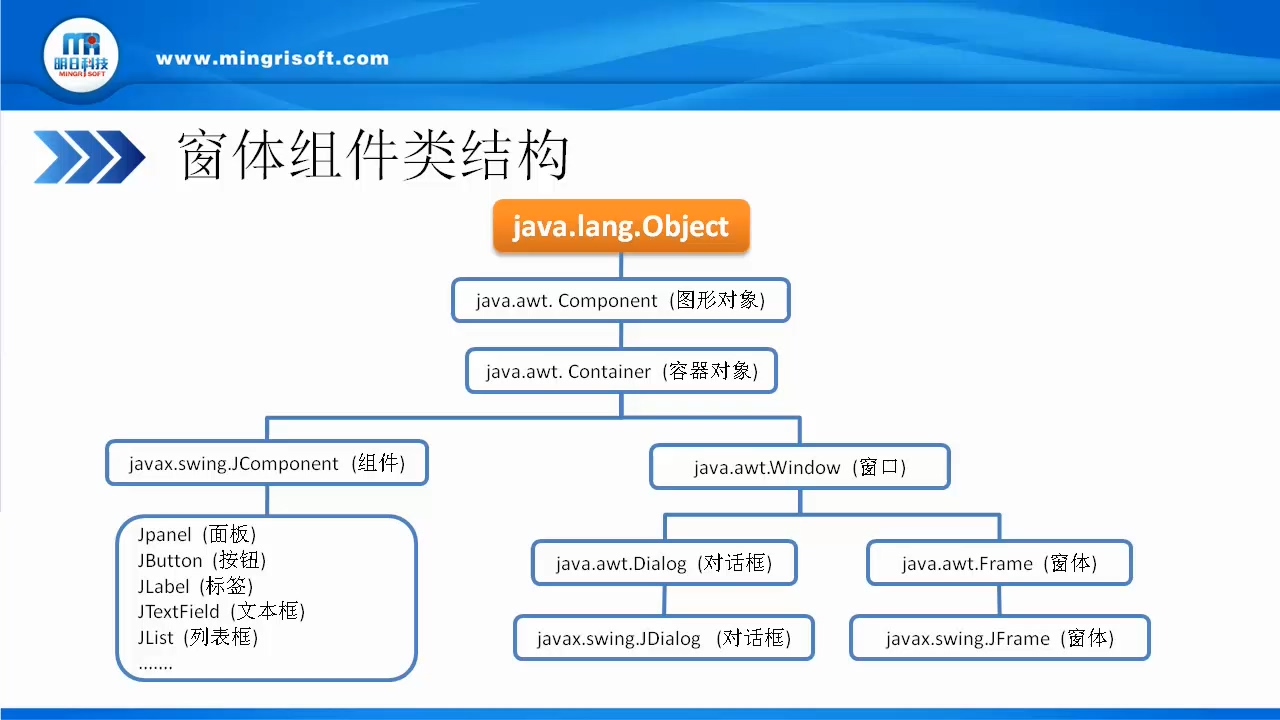 明日科技
MINGRISOFT
www.mingrisoft.com
窗体组件类结构
java.lang.Object
java.awt. Component (图形对象)
java.awt. Container (容器对象)
javax.swing.JComponent (组件)
java.awt.Window (窗口)
Jpanel (面板)
JButton (按钮)
JLabel (标签)
JTextField (文本框)
JList (列表框)
.......
java.awt.Dialog (对话框)
java.awt.Frame (窗体)
javax.swing.JDialog (对话框)
javax.swing.JFrame (窗体)